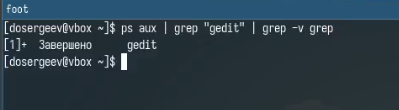 foot
[dosergeev@vbox ~]$ ps aux | grep "gedit" | grep -v grep
[1]+  Завершено     gedit
[dosergeev@vbox ~]$